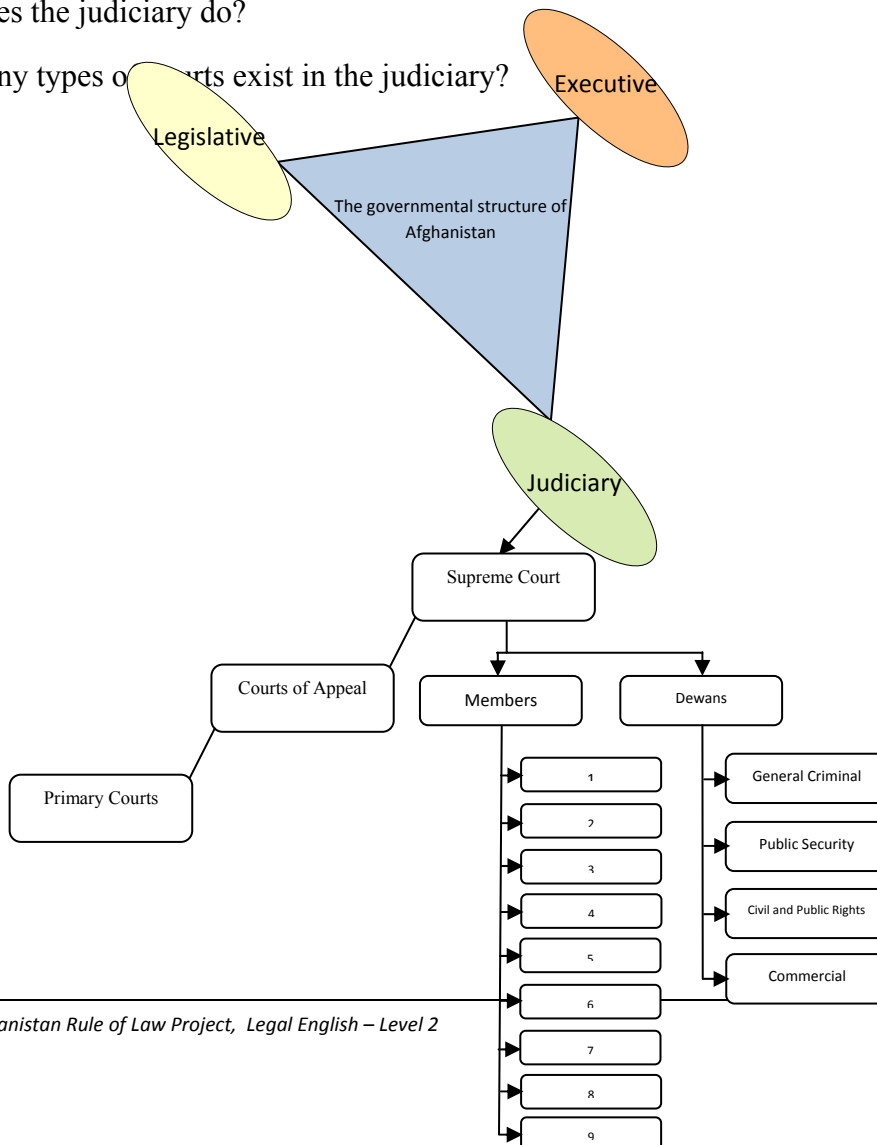 es the judiciary do?
ny types of courts exist in the judiciary?
Executive
Legislative
The governmental structure of
Afghanistan
Judiciary
Supreme Court
Courts of Appeal
Members
Dewans
Primary Courts
1
2
3
4
5
6
7
8
9
General Criminal
Public Security
Civil and Public Rights
Commercial
anistan Rule of Law Project, Legal English – Level 2